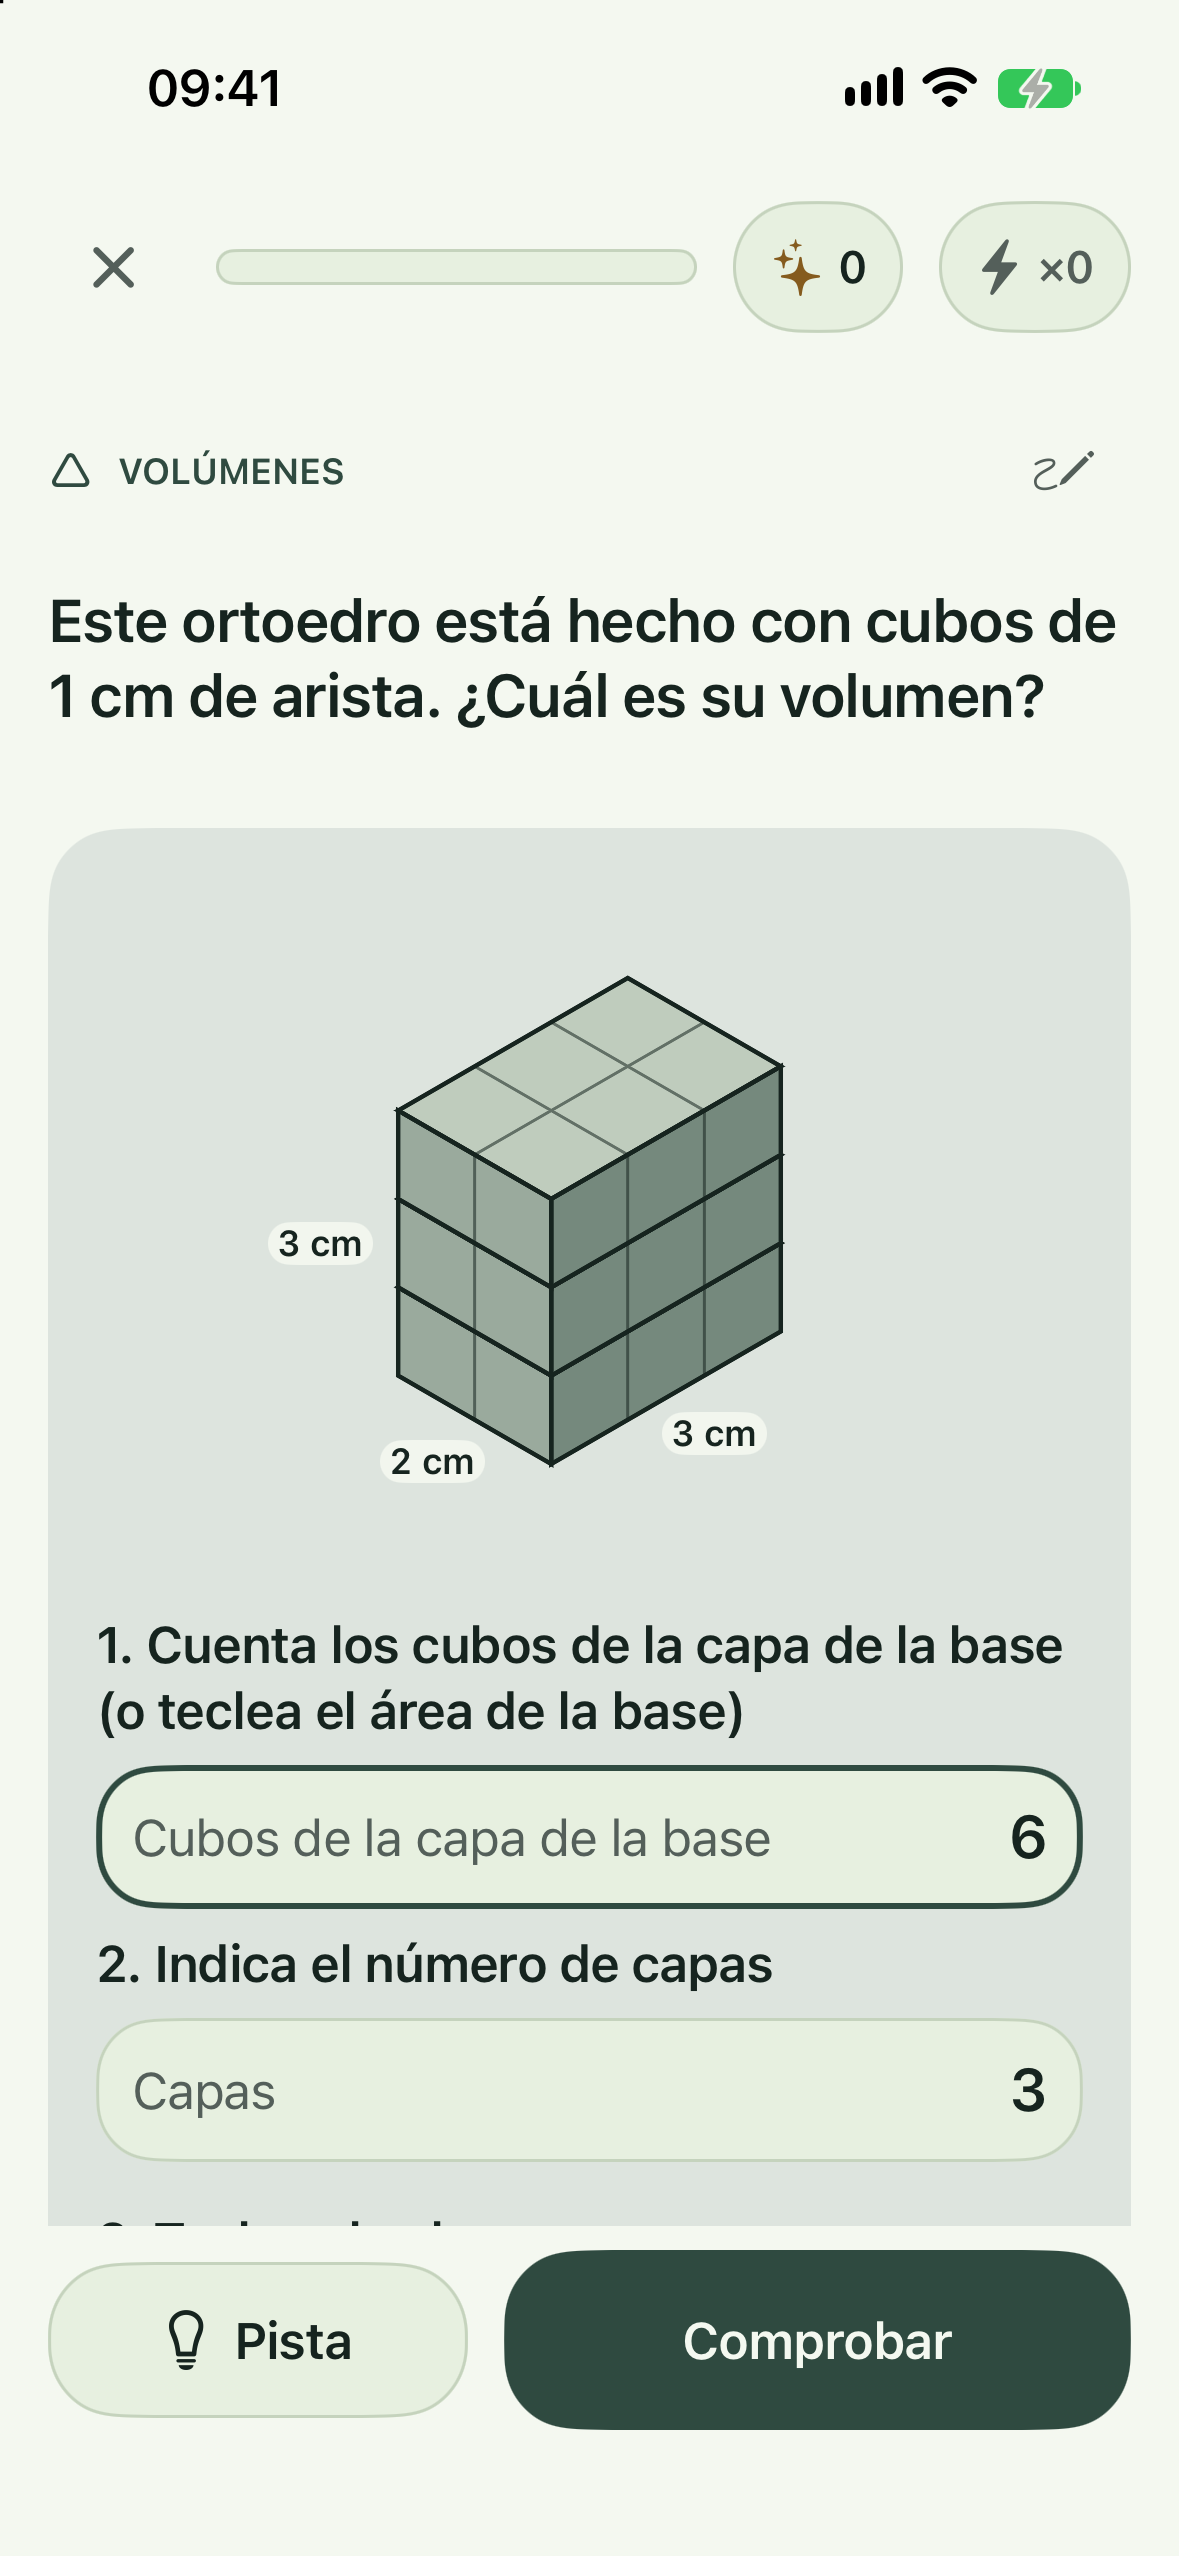 09:41
0
×0
VOLÚMENES
Este ortoedro está hecho con cubos de
1 cm de arista. ¿Cuál es su volumen?
3 cm
3 cm
2 cm
1. Cuenta los cubos de la capa de la base
(o teclea el área de la base)
Cubos de la capa de la base 6
2. Indica el número de capas
Capas 3
Pista
Comprobar